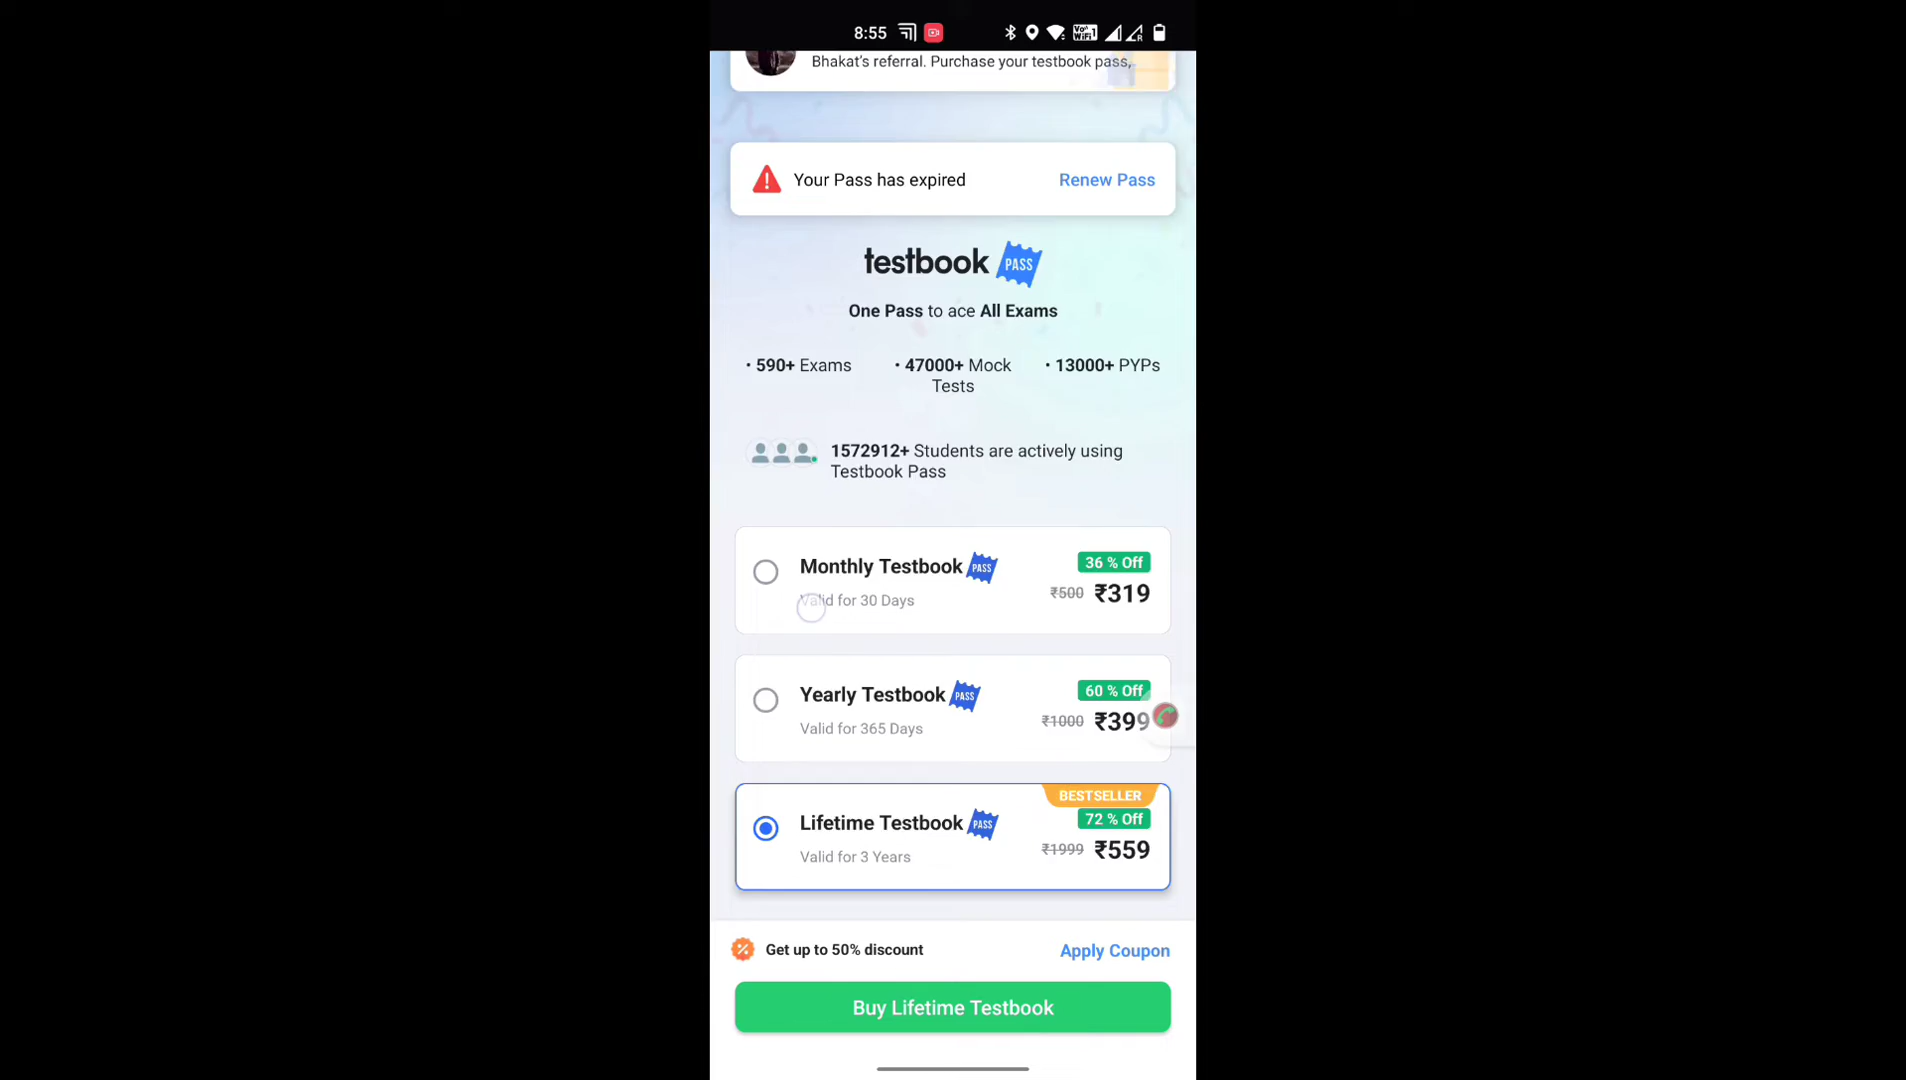 8:55
Bhakat's referral. Purchase your testbook pass,
Your Pass has expired Renew Pass
testbook PASS
One Pass to ace All Exams
• 590+ Exams • 47000+ Mock Tests • 13000+ PYPs
1572912+ Students are actively using
Testbook Pass
Monthly Testbook PASS 36 % Off
Valid for 30 Days ₹500 ₹319
Yearly Testbook PASS 60 % Off
Valid for 365 Days ₹1000 ₹399
BESTSELLER
Lifetime Testbook PASS 72 % Off
Valid for 3 Years ₹1999 ₹559
Get up to 50% discount Apply Coupon
Buy Lifetime Testbook